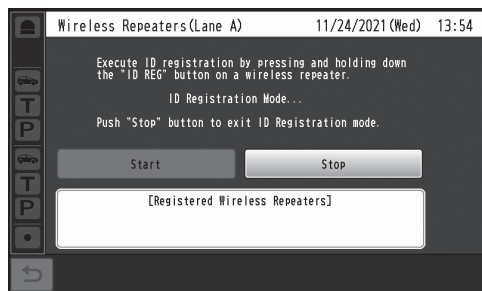 Wireless Repeaters(Lane A) 11/24/2021(Wed) 13:54
Execute ID registration by pressing and holding down
the "ID REG" button on a wireless repeater.
ID Registration Mode...
Push "Stop" button to exit ID Registration mode.
Start Stop
[Registered Wireless Repeaters]
T
P
T
P